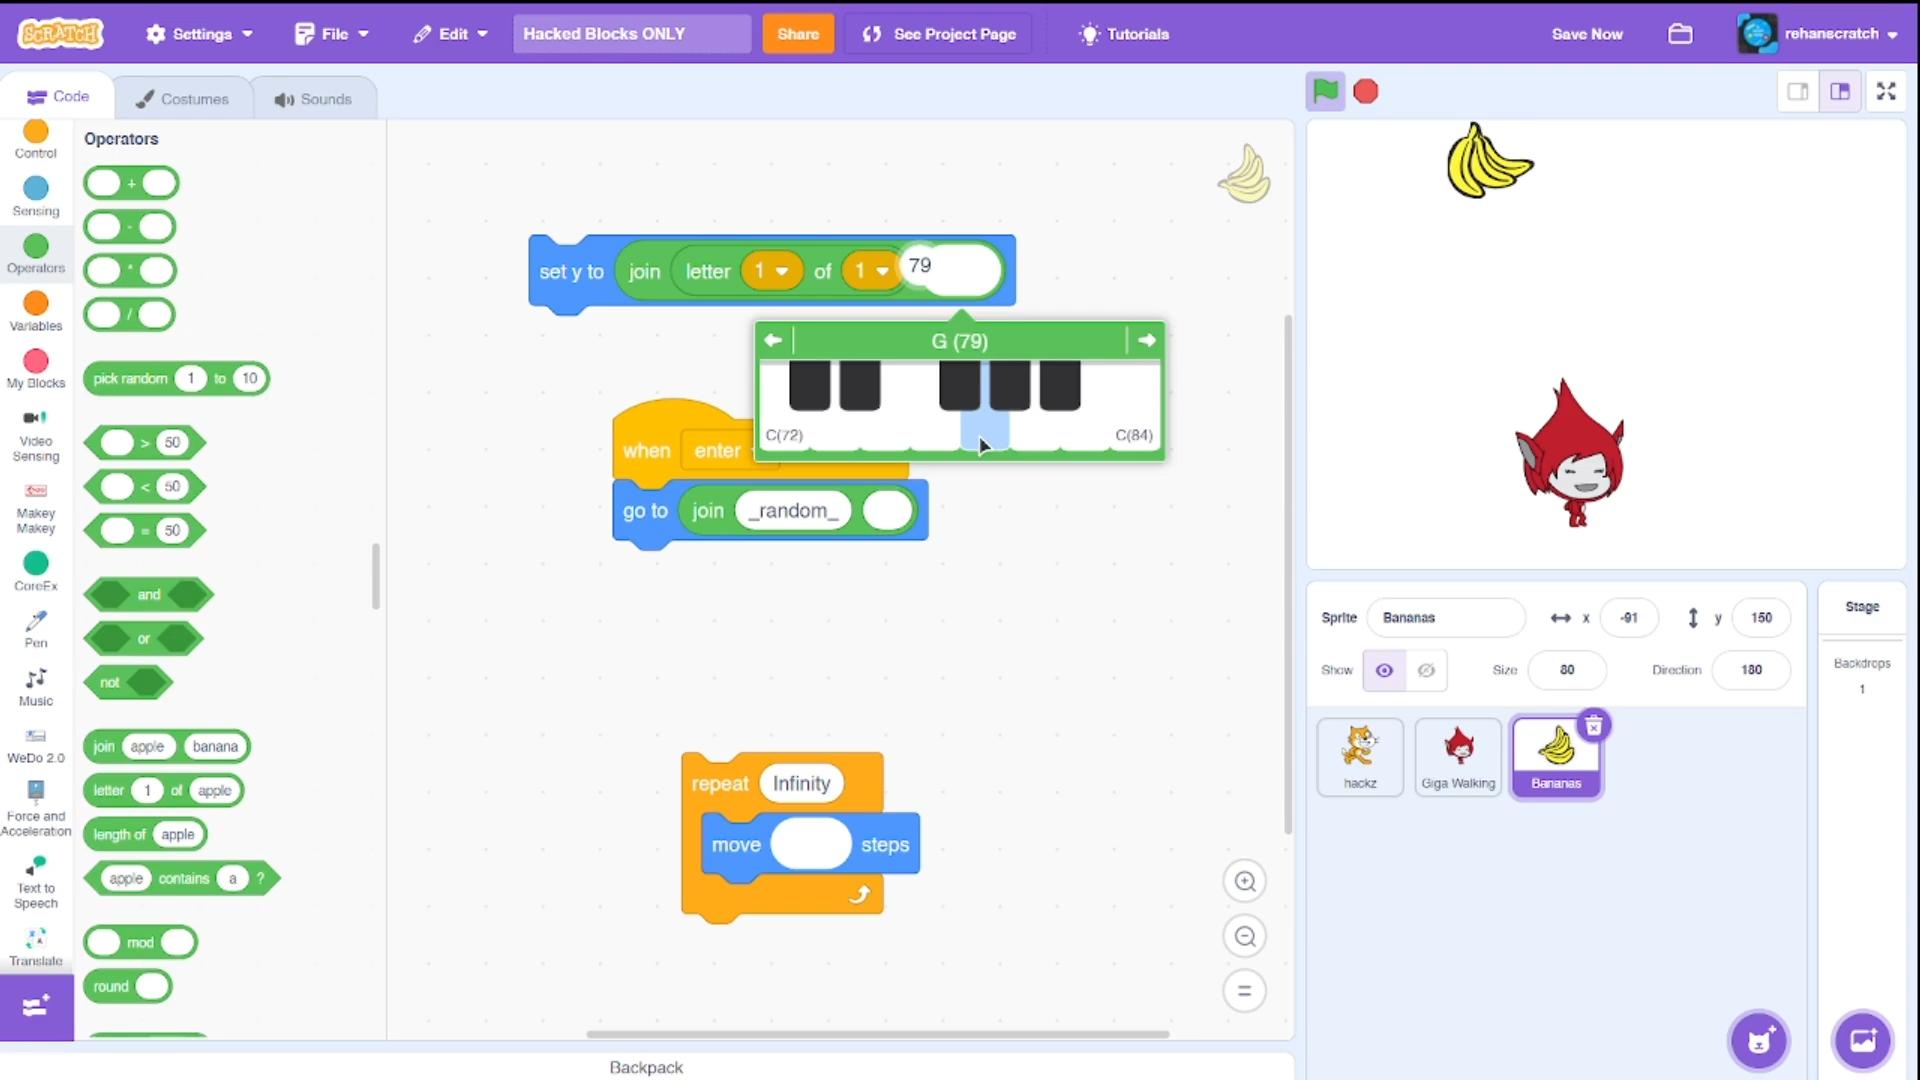 SCRATCH
Settings
File
Edit
Hacked Blocks ONLY
Share
See Project Page
Tutorials
Save Now
rehanscratch
Code
Costumes
Sounds
Control
Sensing
Operators
Variables
My Blocks
Video
Sensing
Makey
Makey
CoreEx
Pen
Music
WeDo 2.0
Force and
Acceleration
Text to
Speech
Translate
Operators
+
-
*
/
pick random 1 to 10
> 50
< 50
= 50
and
or
not
join apple banana
letter 1 of apple
length of apple
apple contains a ?
mod
round
set y to join letter 1 of 1 79
G (79)
C(72) C(84)
when enter
go to join _random_
repeat Infinity
move steps
Backpack
Sprite Bananas x -91 y 150
Show Size 80 Direction 180
hackz
Giga Walking
Bananas
Stage
Backdrops
1